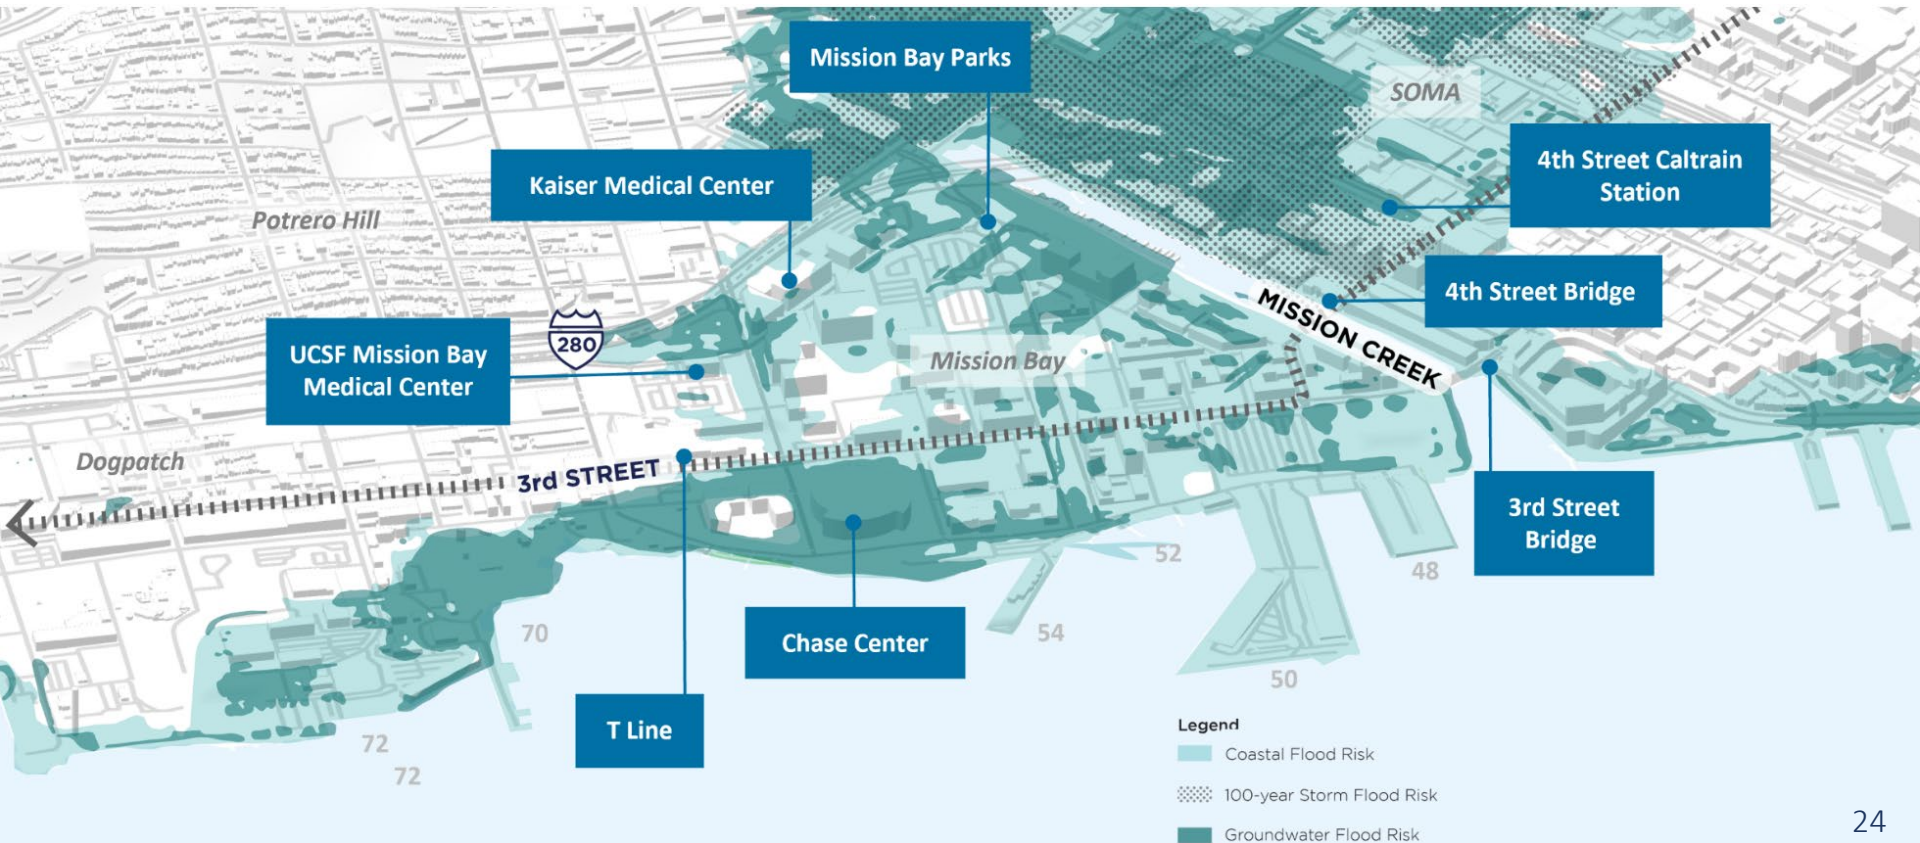 Mission Bay Parks
SOMA
4th Street Caltrain
Station
Kaiser Medical Center
Potrero Hill
4th Street Bridge
MISSION CREEK
280
UCSF Mission Bay
Medical Center
Mission Bay
Dogpatch
3rd STREET
3rd Street
Bridge
52
48
70
54
Chase Center
50
T Line
72
72
Legend
Coastal Flood Risk
100-year Storm Flood Risk
Groundwater Flood Risk
24